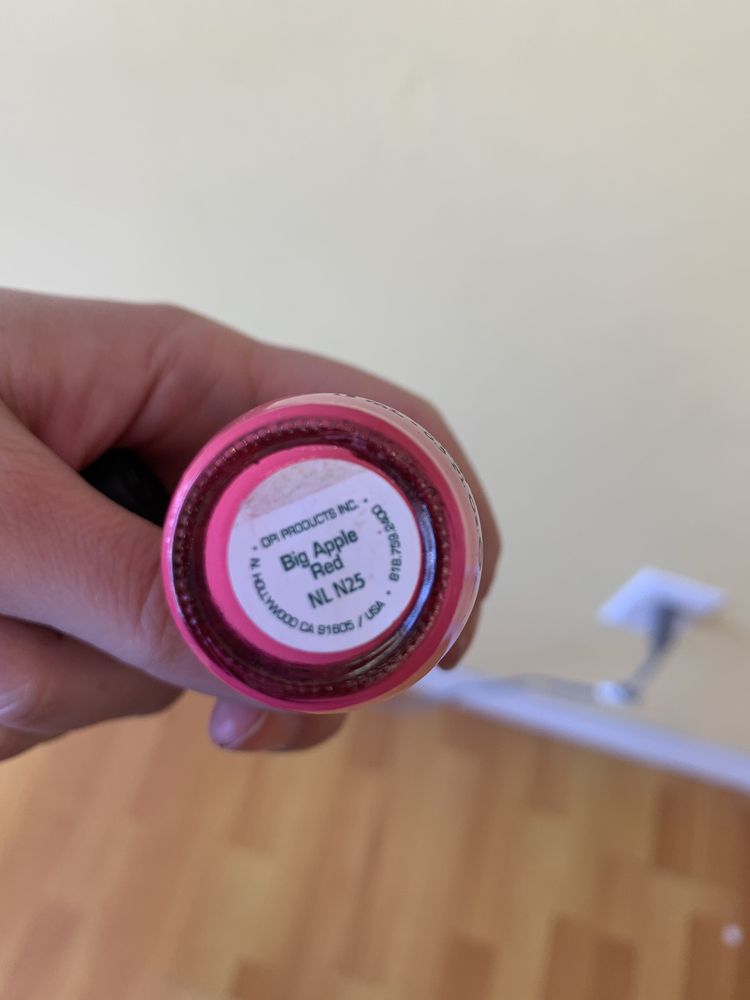 • OPI PRODUCTS INC. •
Big Apple
Red
NL N25
N. HOLLYWOOD CA 91605 / USA • 818.759.2400